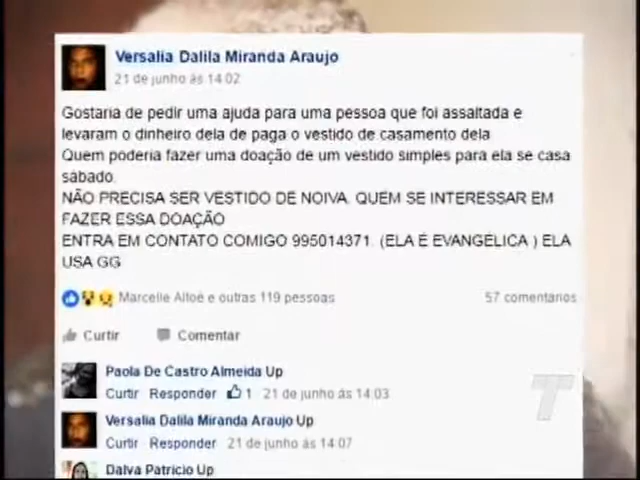 Versalia Dalila Miranda Araujo
21 de junho às 14:02
Gostaria de pedir uma ajuda para uma pessoa que foi assaltada e
levaram o dinheiro dela de paga o vestido de casamento dela
Quem poderia fazer uma doação de um vestido simples para ela se casa
sábado.
NÃO PRECISA SER VESTIDO DE NOIVA. QUEM SE INTERESSAR EM
FAZER ESSA DOAÇÃO
ENTRA EM CONTATO COMIGO 995014371. (ELA É EVANGÉLICA ) ELA
USA GG
Marcelle Altoé e outras 119 pessoas 57 comentários
Curtir Comentar
Paola De Castro Almeida Up
Curtir Responder 1 21 de junho às 14:03
Versalia Dalila Miranda Araujo Up
Curtir Responder 21 de junho às 14:07
Dalva Patricio Up
T